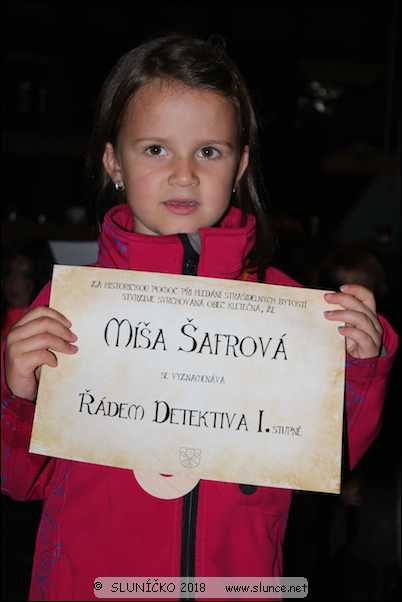 ZA HISTORICKOU POMOC PŘI HLEDÁNÍ STRAŠIDELNÝCH BYTOSTÍ
STVRZUJE SVRCHOVANÁ OBEC KLETEČNÁ, ŽE
MÍŠA ŠAFROVÁ
SE VYZNAMENÁVÁ
ŘÁDEM DETEKTIVA I. STUPNĚ
© SLUNÍČKO 2018 www.slunce.net